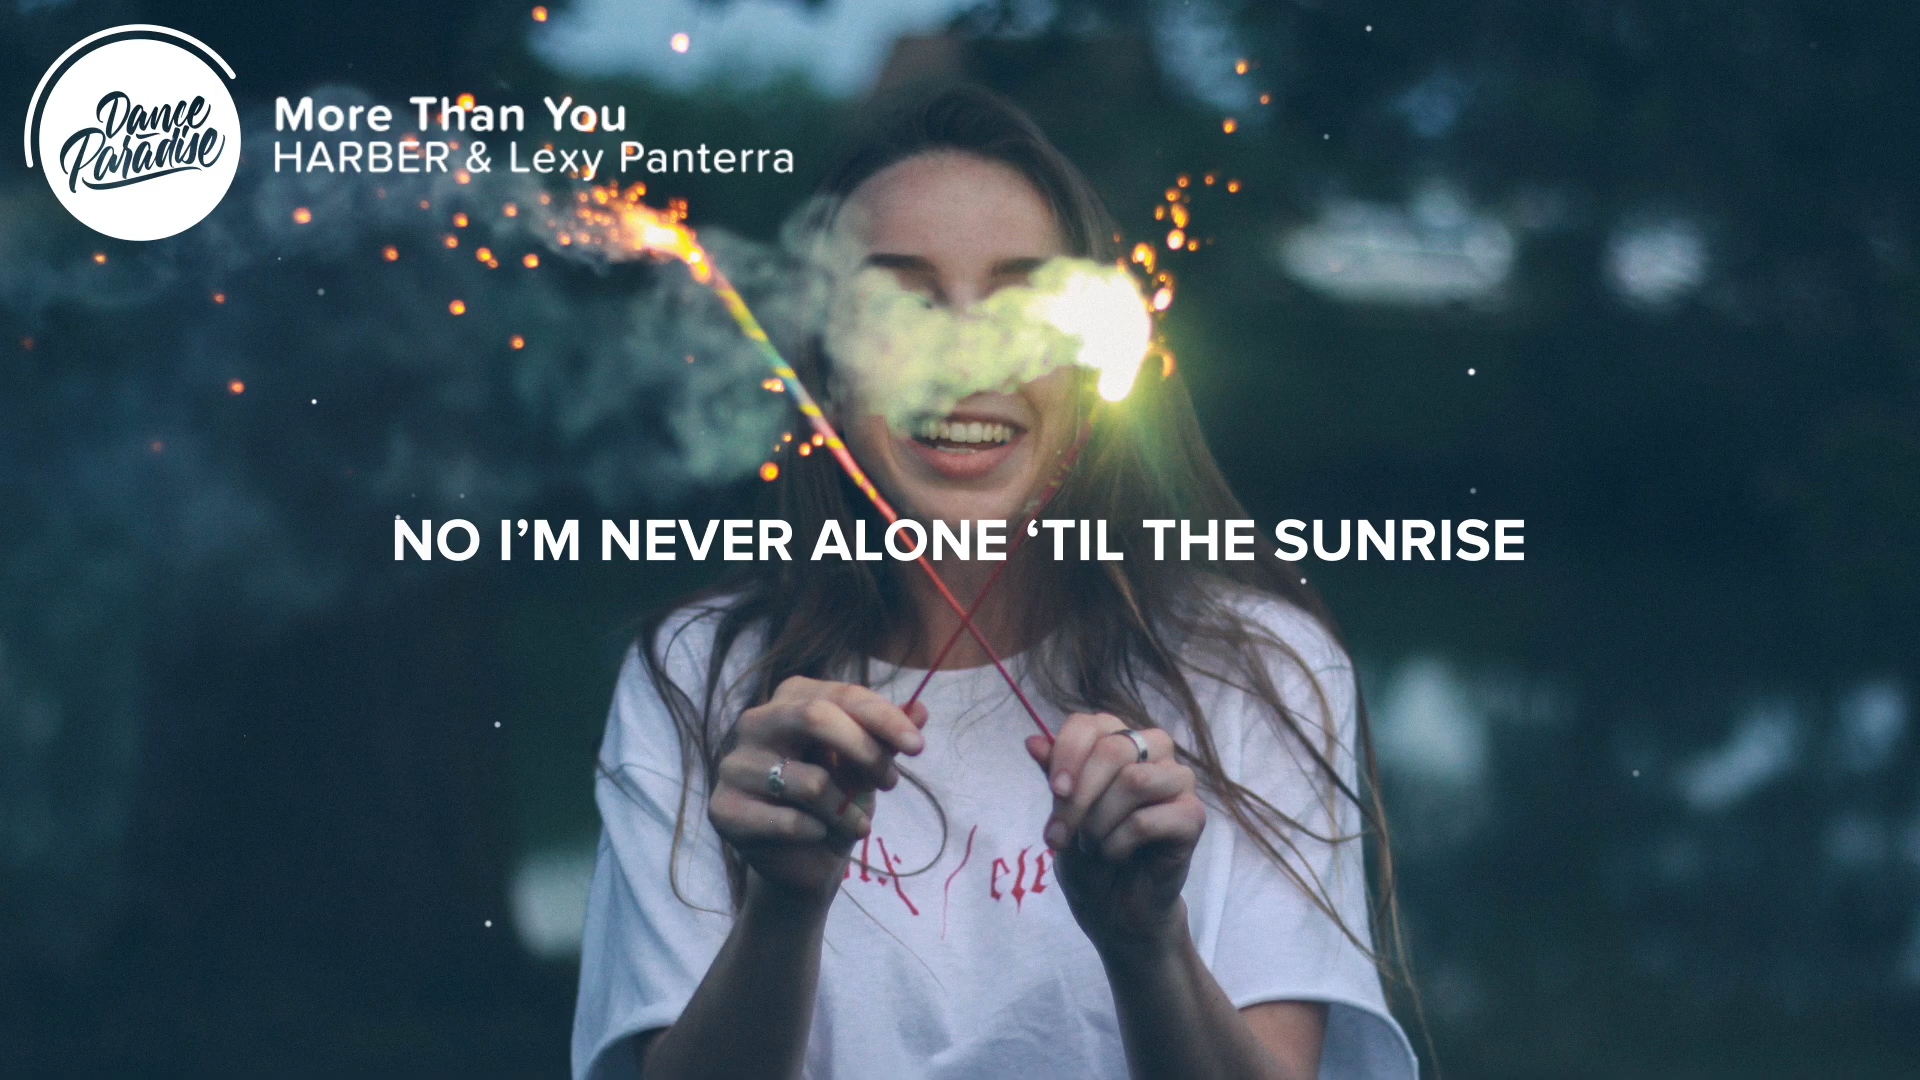 Dance
Paradise
More Than You
HARBER & Lexy Panterra
NO I’M NEVER ALONE ‘TIL THE SUNRISE